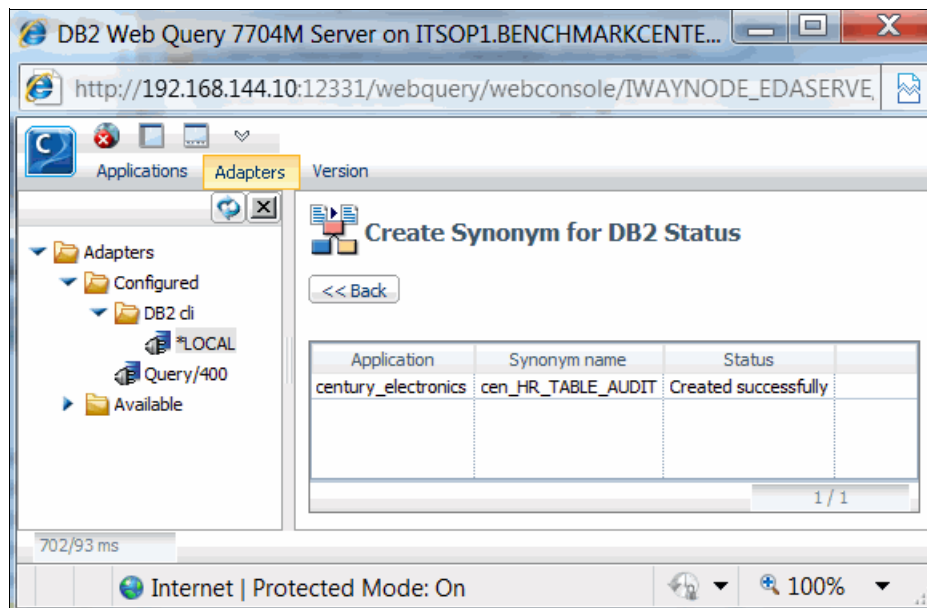 DB2 Web Query 7704M Server on ITSOP1.BENCHMARKCENTE...
http://192.168.144.10:12331/webquery/webconsole/IWAYNODE_EDASERVE
Applications Adapters Version
Adapters
Configured
DB2 cli
*LOCAL
Query/400
Available
Create Synonym for DB2 Status
<< Back
Application Synonym name Status
century_electronics cen_HR_TABLE_AUDIT Created successfully
1 / 1
702/93 ms
Internet | Protected Mode: On 100%